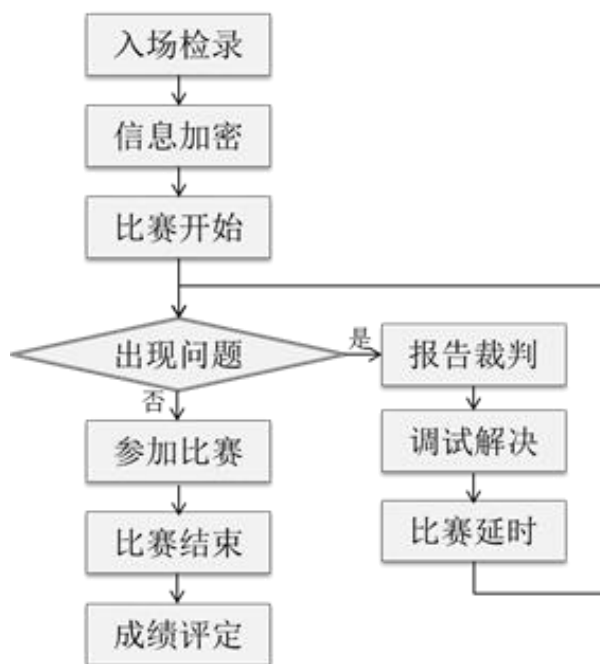 入场检录
信息加密
比赛开始
出现问题
是
报告裁判
否
参加比赛
调试解决
比赛结束
比赛延时
成绩评定